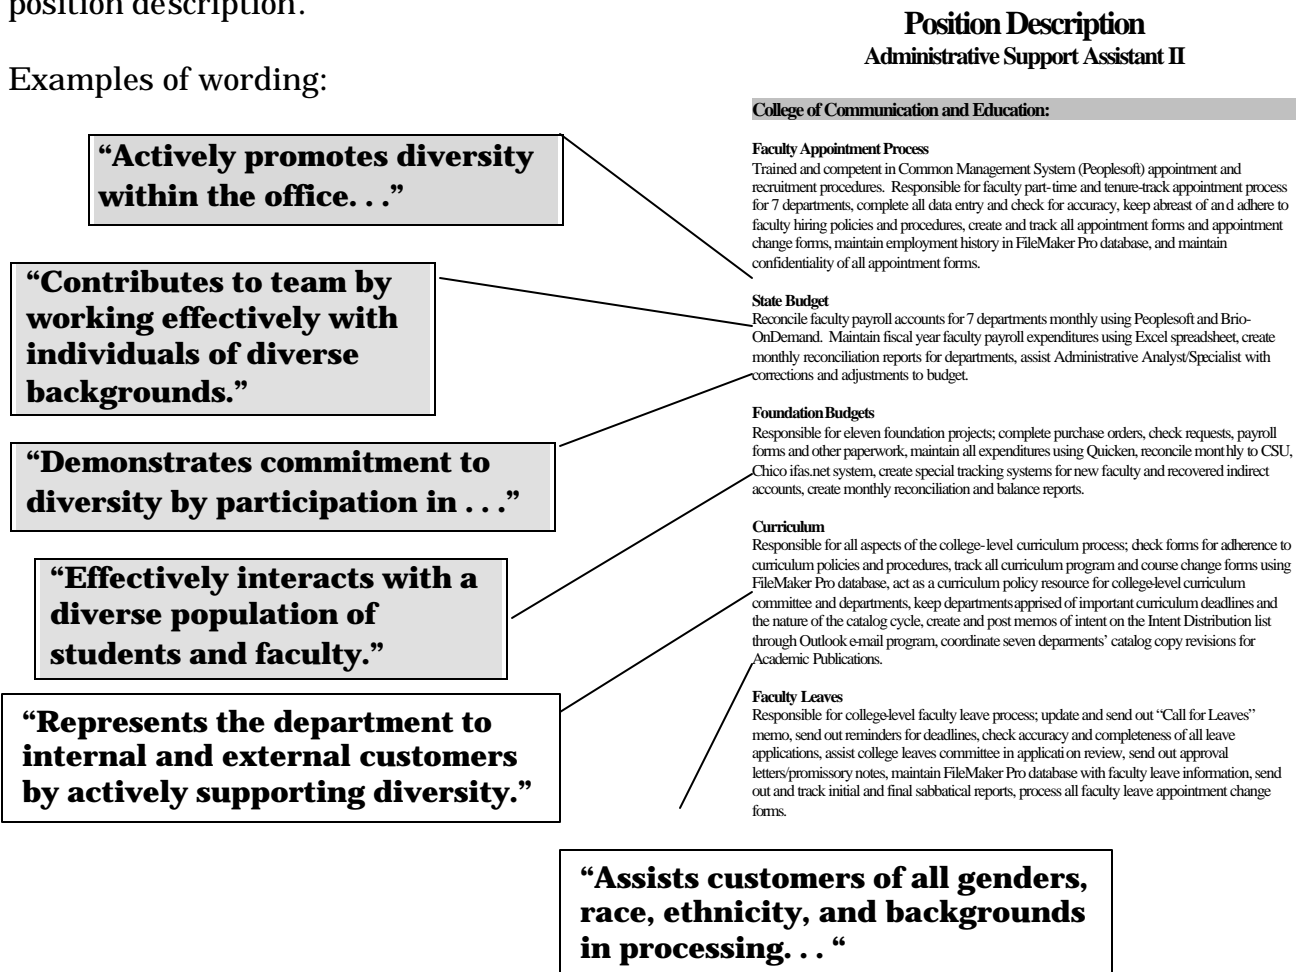 position description.
Examples of wording:
“Actively promotes diversity
within the office. . .”
“Contributes to team by
working effectively with
individuals of diverse
backgrounds.”
“Demonstrates commitment to
diversity by participation in . . .”
“Effectively interacts with a
diverse population of
students and faculty.”
“Represents the department to
internal and external customers
by actively supporting diversity.”
Position Description
Administrative Support Assistant II
College of Communication and Education:
Faculty Appointment Process
Trained and competent in Common Management System (Peoplesoft) appointment and
recruitment procedures. Responsible for faculty part-time and tenure-track appointment process
for 7 departments, complete all data entry and check for accuracy, keep abreast of and adhere to
faculty hiring policies and procedures, create and track all appointment forms and appointment
change forms, maintain employment history in FileMaker Pro database, and maintain
confidentiality of all appointment forms.
State Budget
Reconcile faculty payroll accounts for 7 departments monthly using Peoplesoft and Brio-
OnDemand. Maintain fiscal year faculty payroll expenditures using Excel spreadsheet, create
monthly reconciliation reports for departments, assist Administrative Analyst/Specialist with
corrections and adjustments to budget.
Foundation Budgets
Responsible for eleven foundation projects; complete purchase orders, check requests, payroll
forms and other paperwork, maintain all expenditures using Quicken, reconcile monthly to CSU,
Chico ifas.net system, create special tracking systems for new faculty and recovered indirect
accounts, create monthly reconciliation and balance reports.
Curriculum
Responsible for all aspects of the college-level curriculum process; check forms for adherence to
curriculum policies and procedures, track all curriculum program and course change forms using
FileMaker Pro database, act as a curriculum policy resource for college-level curriculum
committee and departments, keep departments apprised of important curriculum deadlines and
the nature of the catalog cycle, create and post memos of intent on the Intent Distribution list
through Outlook e-mail program, coordinate seven deparments’ catalog copy revisions for
Academic Publications.
Faculty Leaves
Responsible for college-level faculty leave process; update and send out “Call for Leaves”
memo, send out reminders for deadlines, check accuracy and completeness of all leave
applications, assist college leaves committee in application review, send out approval
letters/promissory notes, maintain FileMaker Pro database with faculty leave information, send
out and track initial and final sabbatical reports, process all faculty leave appointment change
forms.
“Assists customers of all genders,
race, ethnicity, and backgrounds
in processing. . . “